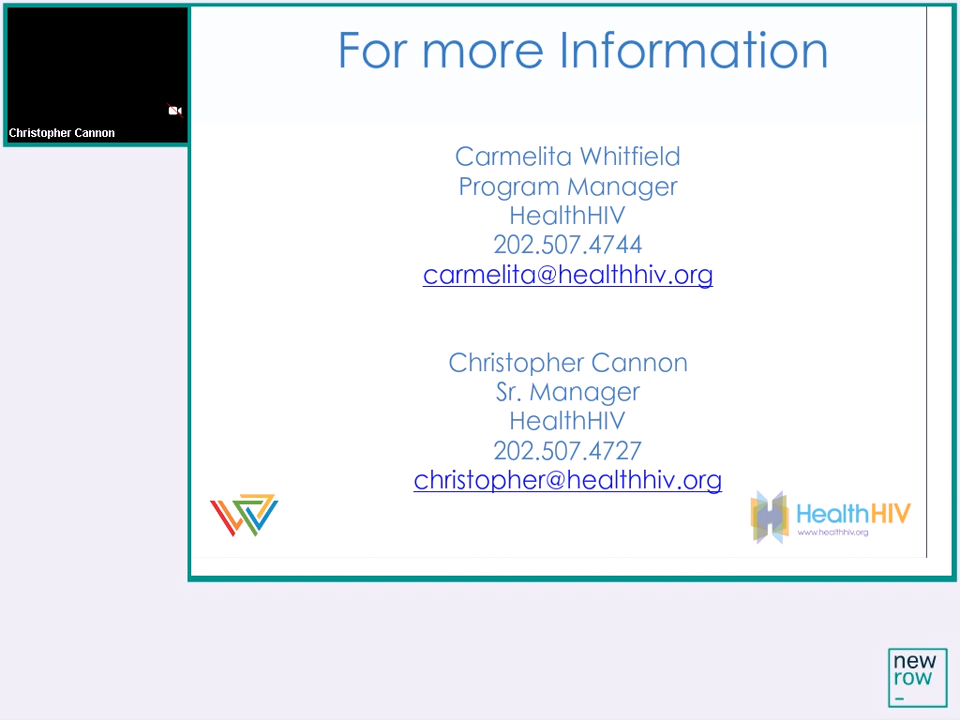 Christopher Cannon
For more Information
Carmelita Whitfield
Program Manager
HealthHIV
202.507.4744
carmelita@healthhiv.org
Christopher Cannon
Sr. Manager
HealthHIV
202.507.4727
christopher@healthhiv.org
HealthHIV
www.healthhiv.org
new
row